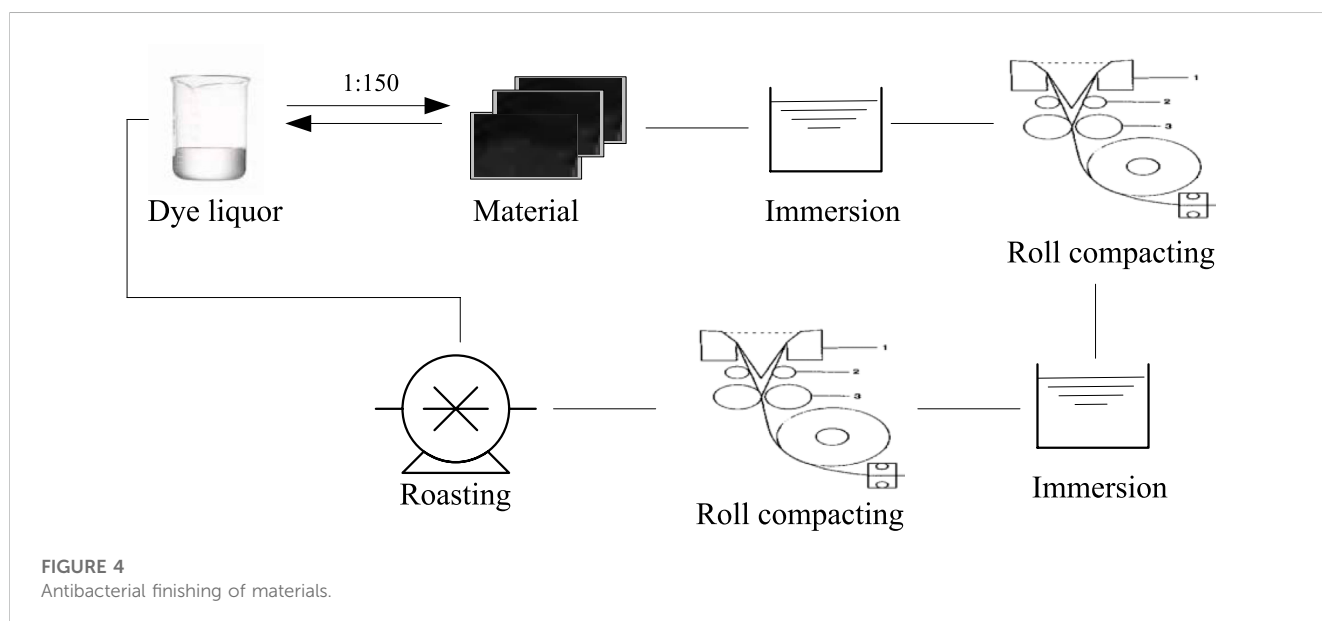 1:150
Dye liquor
Material
Immersion
1
2
3
Roll compacting
Roasting
1
2
3
Roll compacting
Immersion
FIGURE 4
Antibacterial finishing of materials.